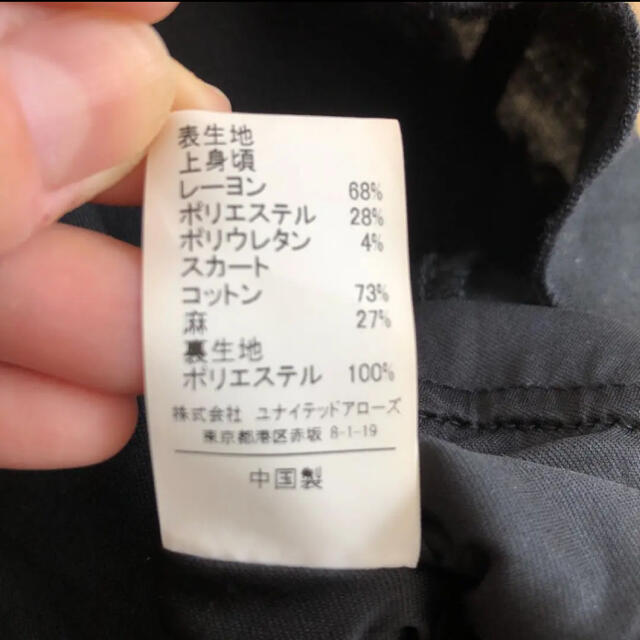 表生地
上身頃
レーヨン 68%
ポリエステル 28%
ポリウレタン 4%
スカート
コットン 73%
麻 27%
裏生地
ポリエステル 100%
株式会社 ユナイテッドアローズ
東京都港区赤坂 8-1-19
中国製